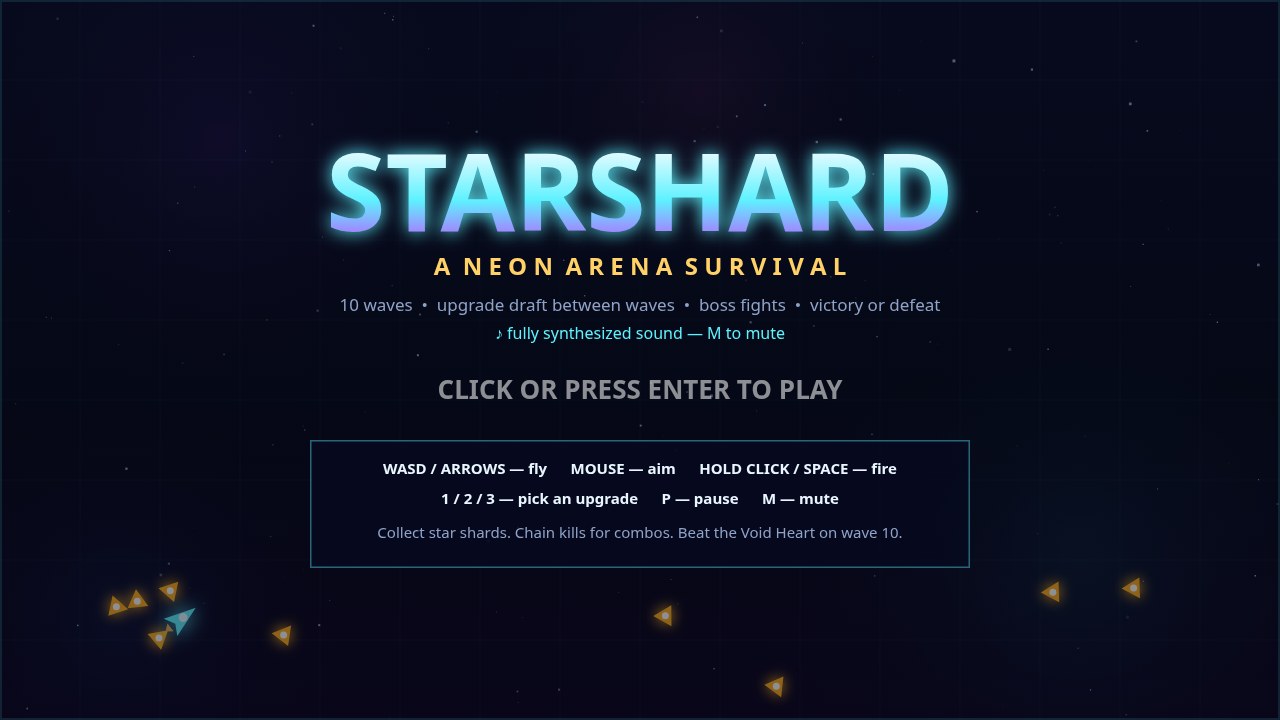 STARSHARD
A NEON ARENA SURVIVAL
10 waves • upgrade draft between waves • boss fights • victory or defeat
♪ fully synthesized sound — M to mute
CLICK OR PRESS ENTER TO PLAY
WASD / ARROWS — fly MOUSE — aim HOLD CLICK / SPACE — fire
1 / 2 / 3 — pick an upgrade P — pause M — mute
Collect star shards. Chain kills for combos. Beat the Void Heart on wave 10.